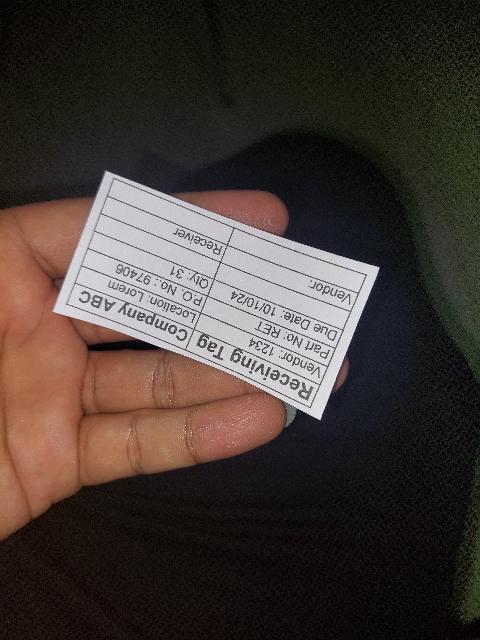 Receiving Tag Company ABC
Vendor: 1234 Location: Lorem
Part No: RET P.O. No.: 97406
Due Date: 10/10/24 Qty: 31
Vendor: Receiver